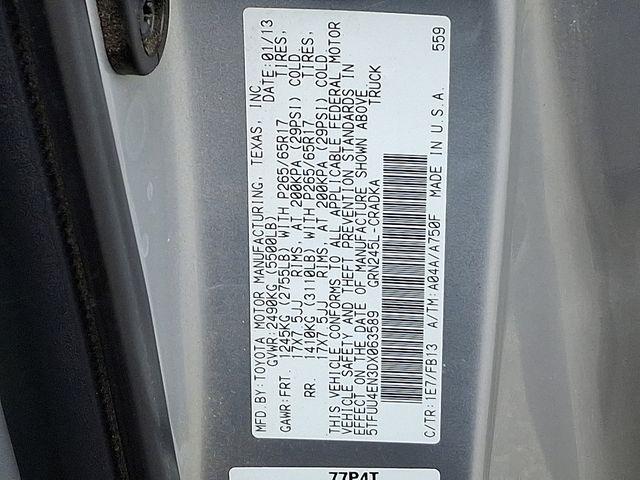 MFD BY:TOYOTA MOTOR MANUFACTURING, TEXAS, INC
GVWR:2490KG (5500LB) DATE:01/13
GAWR:FRT. 1245KG (2755LB) WITH P265/65R17 TIRES,
17X7.5JJ RIMS, AT 200KPA (29PSI) COLD
RR. 1410KG (3110LB) WITH P265/65R17 TIRES,
17X7.5JJ RIMS, AT 200KPA (29PSI) COLD
THIS VEHICLE CONFORMS TO ALL APPLICABLE FEDERAL MOTOR
VEHICLE SAFETY AND THEFT PREVENTION STANDARDS IN
EFFECT ON THE DATE OF MANUFACTURE SHOWN ABOVE.
5TFUU4EN3DX063589 GRN245L-CRADKA TRUCK
C/TR:1E7/FB13 A/TM:A04A/A750F MADE IN U.S.A. 559
77P4T